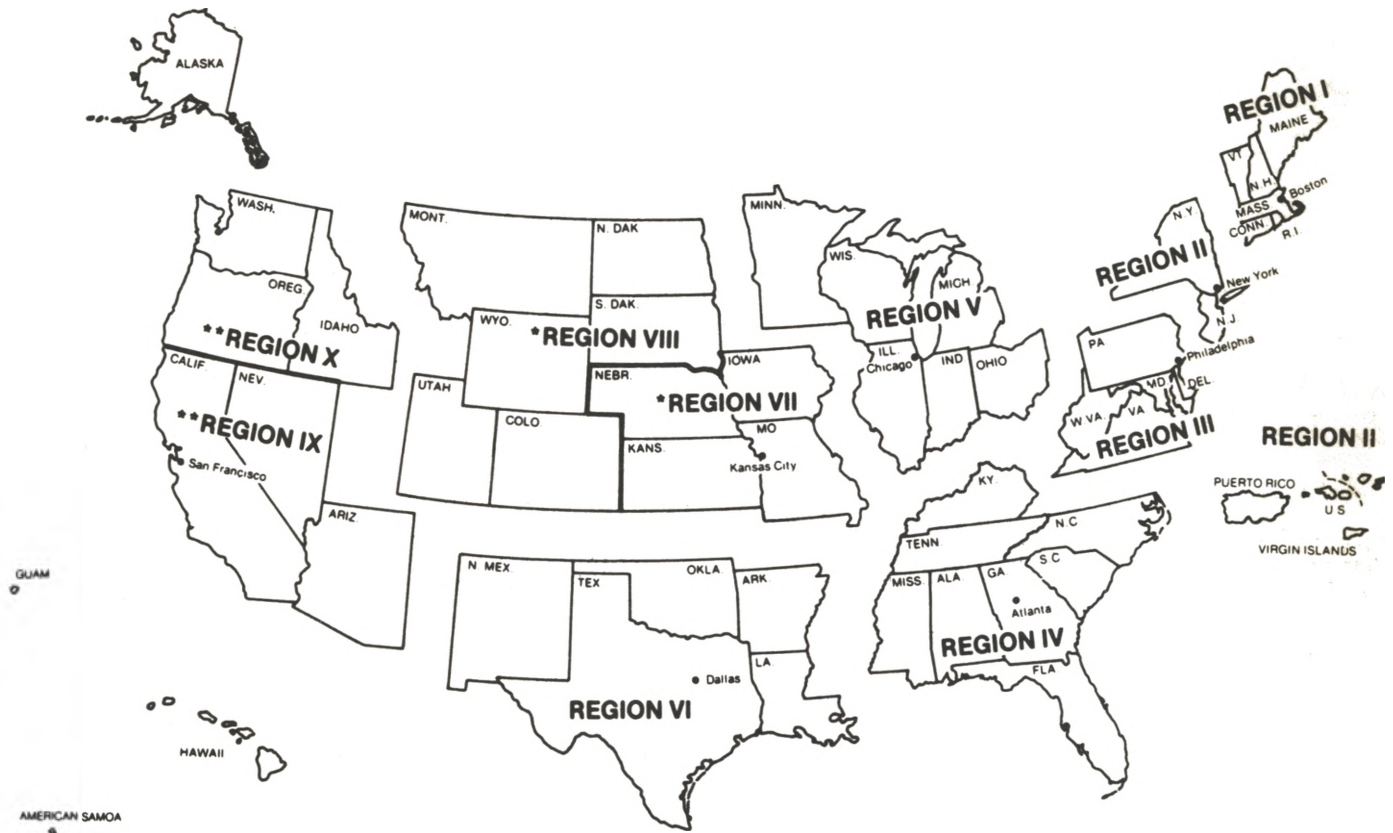 ALASKA
REGION I
MAINE
VT
N.H.
Boston
MASS
CONN.
R.I.
WASH.
MONT.
N. DAK
MINN.
N.Y.
WIS.
MICH
REGION II
New York
OREG.
IDAHO
WYO.
S. DAK.
REGION V
N.J.
**REGION X
*REGION VIII
PA.
Philadelphia
CALIF.
NEV.
UTAH
NEBR.
IOWA
ILL.
Chicago
IND
OHIO
MD
DEL.
**REGION IX
COLO.
*REGION VII
W.VA.
VA
REGION III
San Francisco
KANS.
MO
Kansas City
REGION II
KY.
PUERTO RICO
U S
VIRGIN ISLANDS
ARIZ.
TENN.
N.C
GUAM
N MEX.
TEX
OKLA.
ARK.
MISS.
ALA.
GA.
S.C
Atlanta
REGION IV
LA.
FLA
Dallas
REGION VI
HAWAII
AMERICAN SAMOA